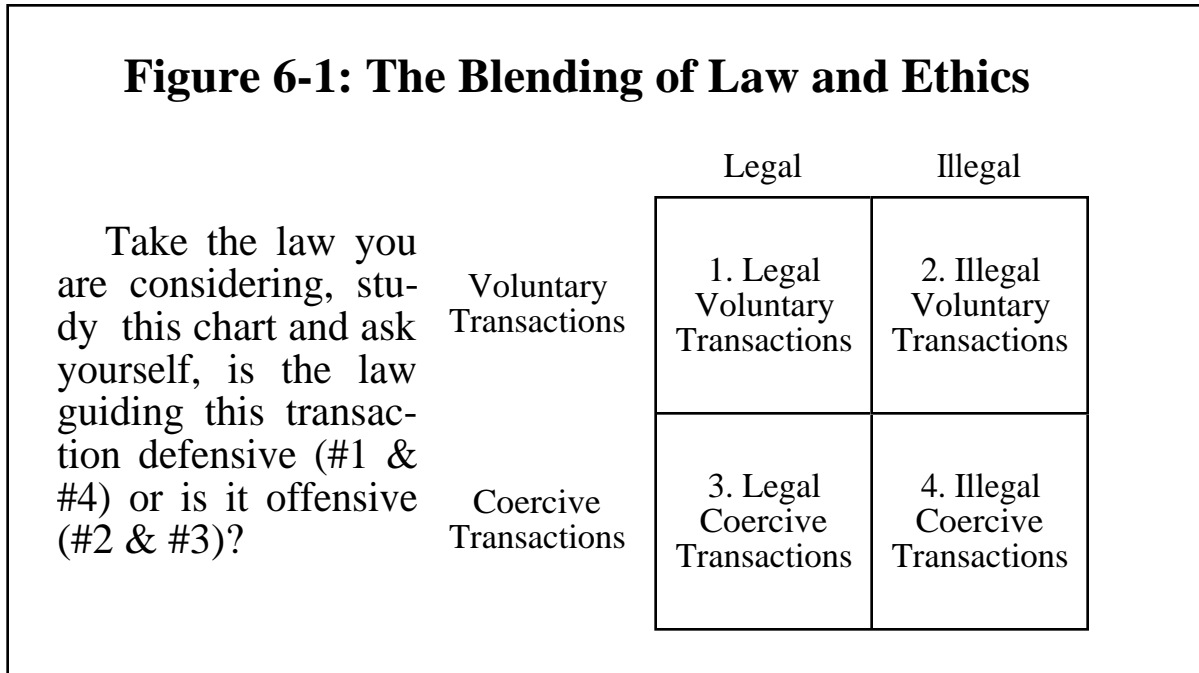 Figure 6-1: The Blending of Law and Ethics
Take the law you
are considering, stu-
dy this chart and ask
yourself, is the law
guiding this transac-
tion defensive (#1 &
#4) or is it offensive
(#2 & #3)?
Legal
Illegal
Voluntary
Transactions
1. Legal
Voluntary
Transactions
2. Illegal
Voluntary
Transactions
Coercive
Transactions
3. Legal
Coercive
Transactions
4. Illegal
Coercive
Transactions